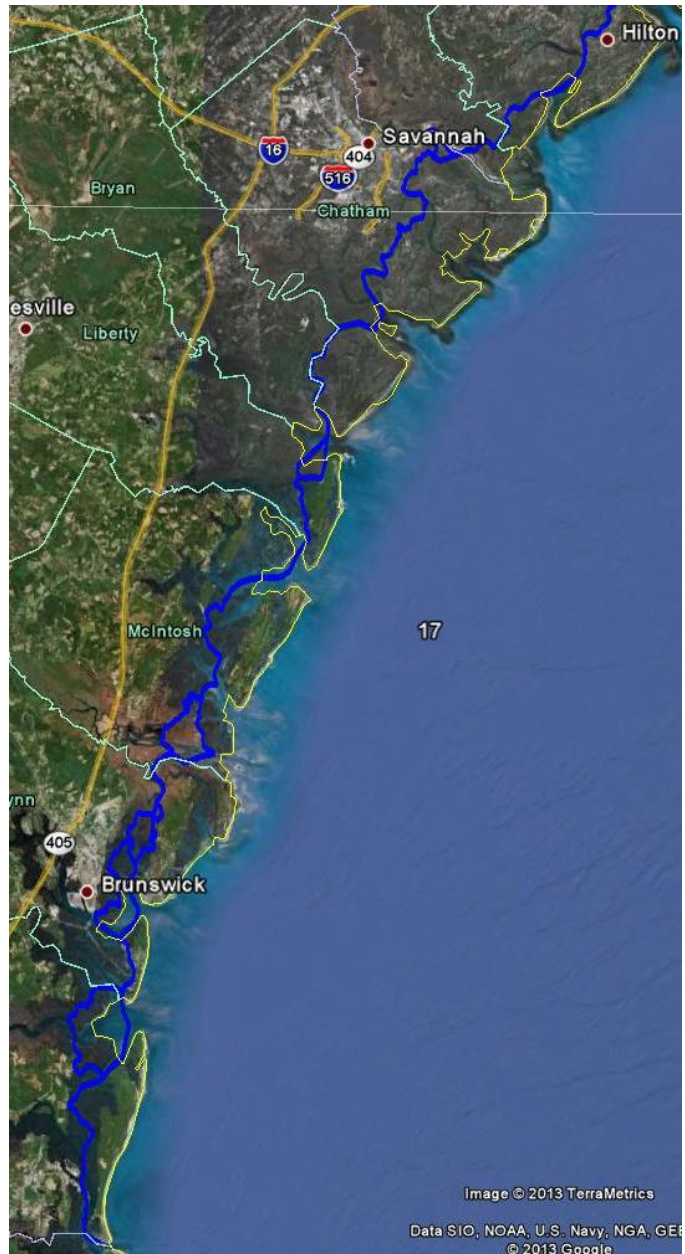 Hilton
Savannah
16
404
516
Bryan
Chatham
esville
Liberty
McIntosh
17
ynn
405
Brunswick
Image © 2013 TerraMetrics
Data SIO, NOAA, U.S. Navy, NGA, GEB
© 2013 Google